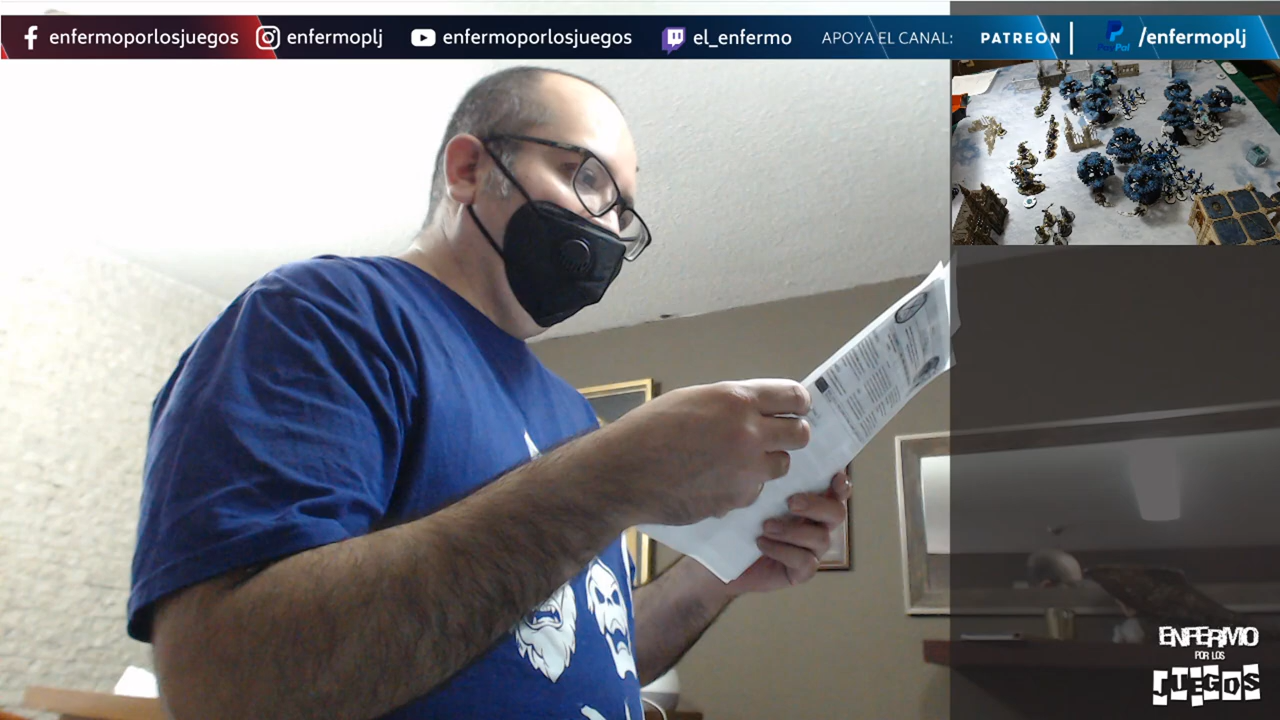 enfermoporlosjuegos enfermoplj enfermoporlosjuegos el_enfermo APOYA EL CANAL: PATREON PayPal /enfermoplj
ENFERMO
POR LOS
JUEGOS